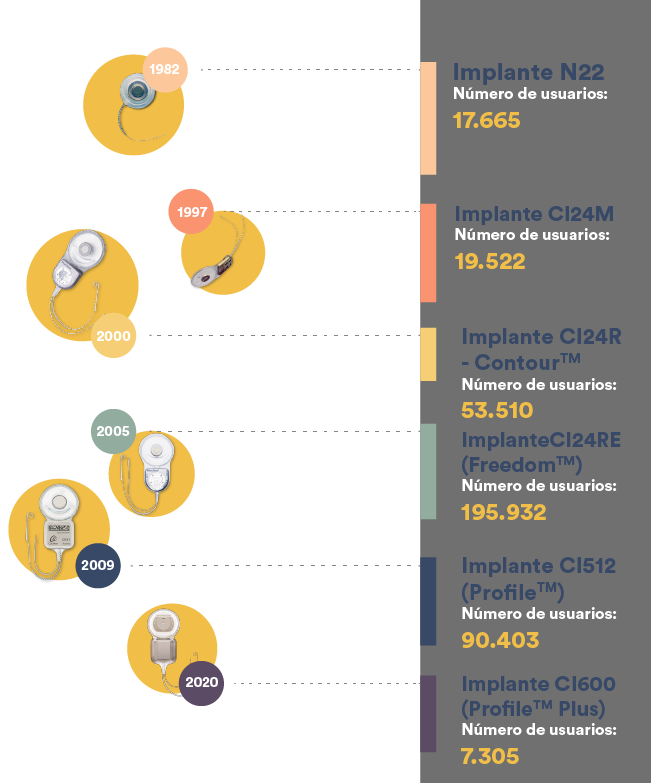 1982
Implante N22
Número de usuarios:
17.665
1997
Implante CI24M
Número de usuarios:
19.522
2000
Implante CI24R
- Contour™
Número de usuarios:
53.510
2005
ImplanteCI24RE
(Freedom™)
Número de usuarios:
195.932
2009
Implante CI512
(Profile™)
Número de usuarios:
90.403
2020
Implante CI600
(Profile™ Plus)
Número de usuarios:
7.305